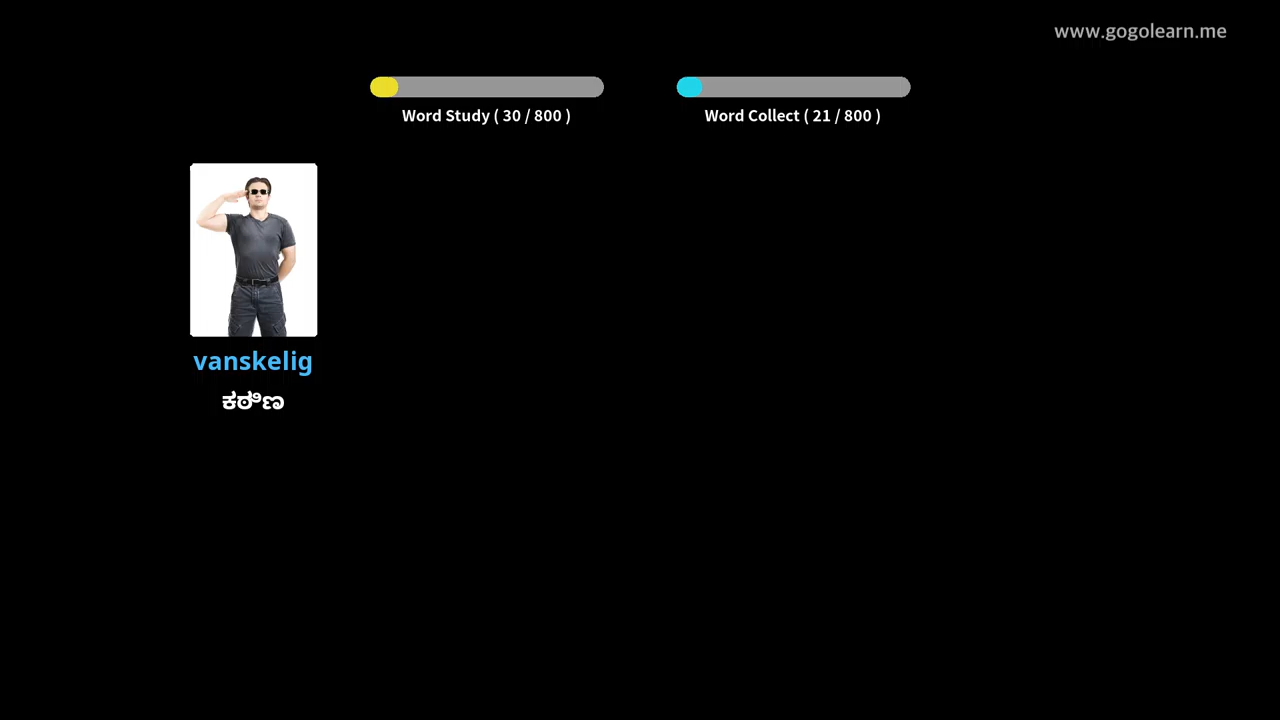 www.gogolearn.me
Word Study ( 30 / 800 )
Word Collect ( 21 / 800 )
vanskelig
ಕಠಿಣ